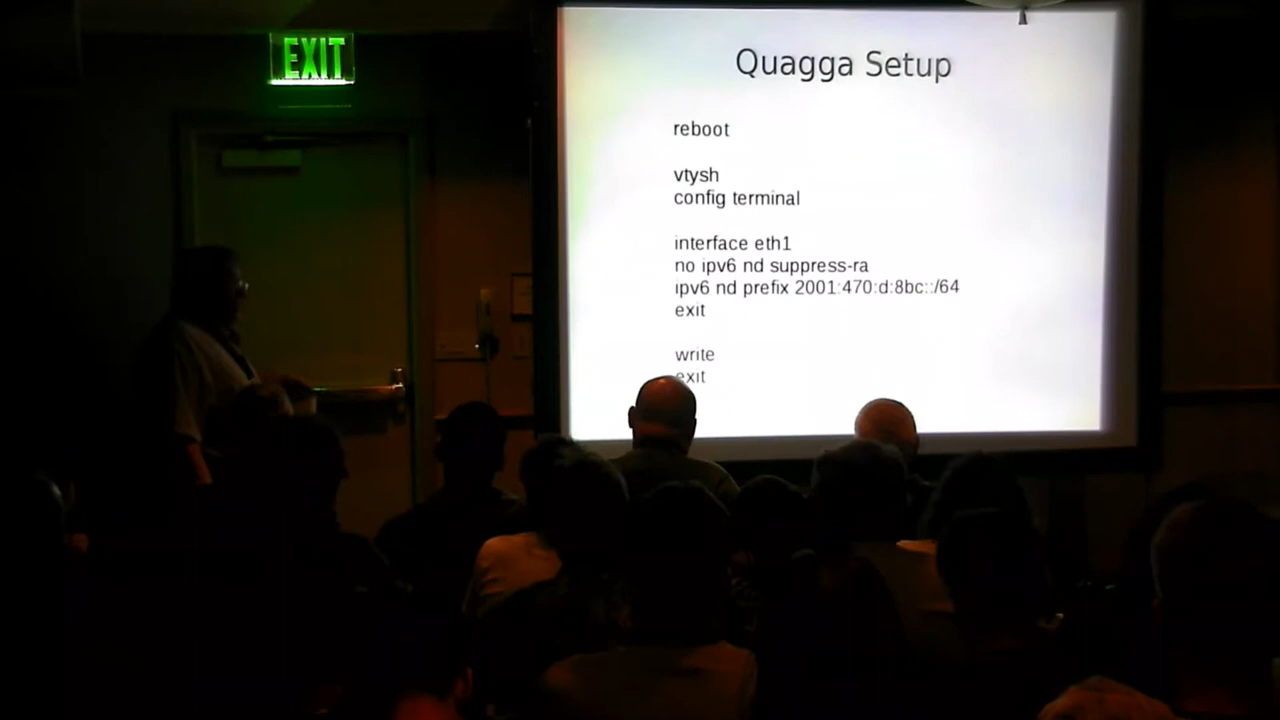 EXIT
Quagga Setup
reboot
vtysh
config terminal
interface eth1
no ipv6 nd suppress-ra
ipv6 nd prefix 2001:470:d:8bc::/64
exit
write
exit